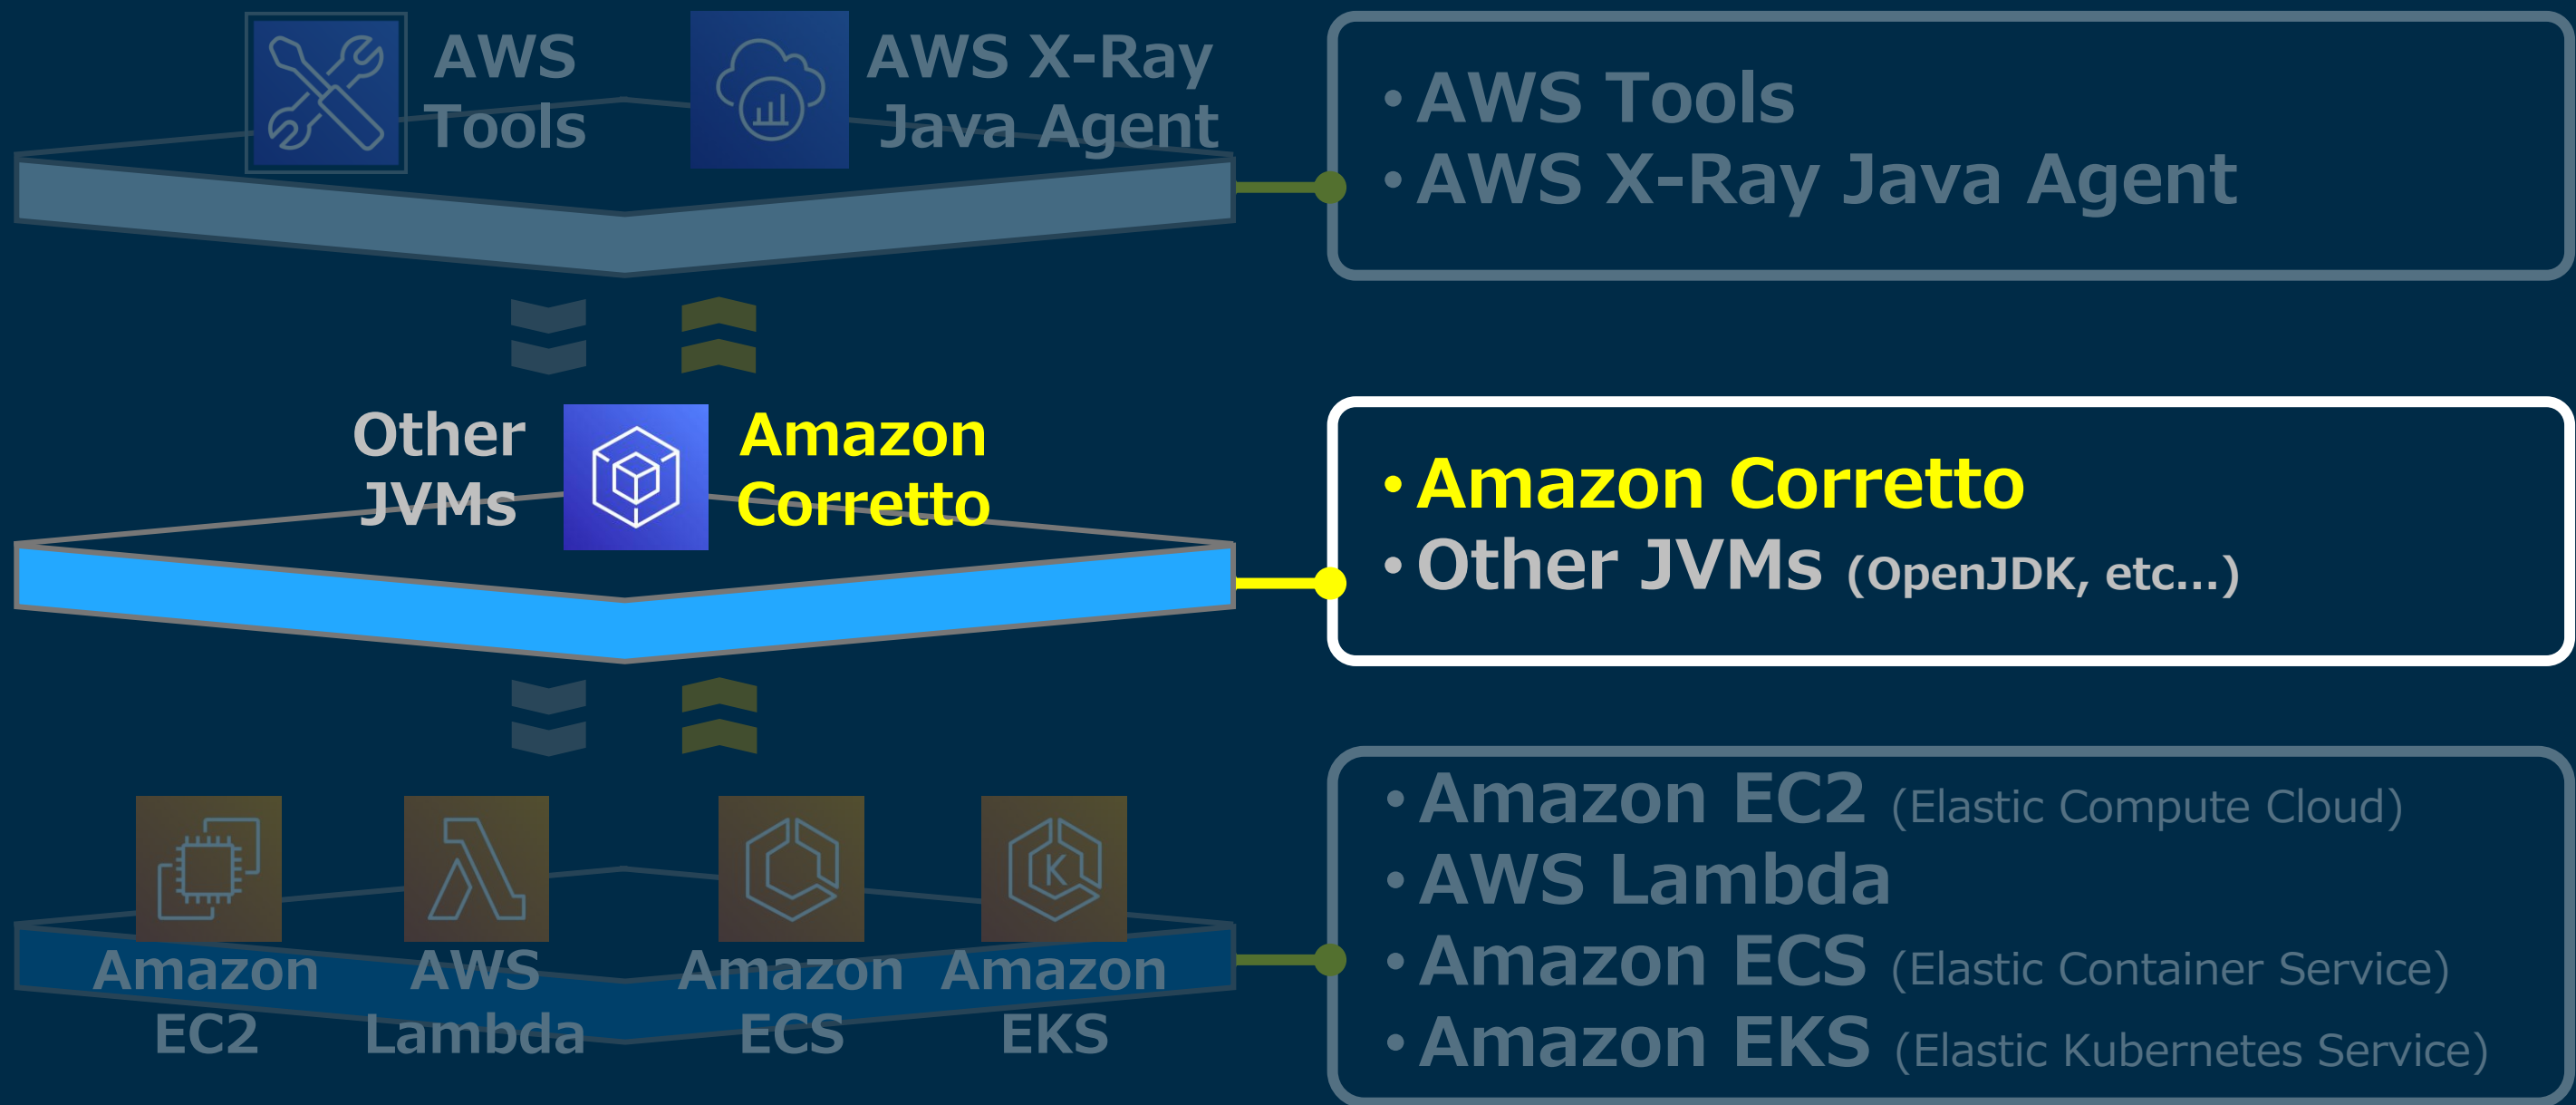 AWS
Tools
AWS X-Ray
Java Agent
• AWS Tools
• AWS X-Ray Java Agent
Other
JVMs
Amazon
Corretto
• Amazon Corretto
• Other JVMs (OpenJDK, etc...)
Amazon
EC2
AWS
Lambda
Amazon
ECS
K
Amazon
EKS
• Amazon EC2 (Elastic Compute Cloud)
• AWS Lambda
• Amazon ECS (Elastic Container Service)
• Amazon EKS (Elastic Kubernetes Service)